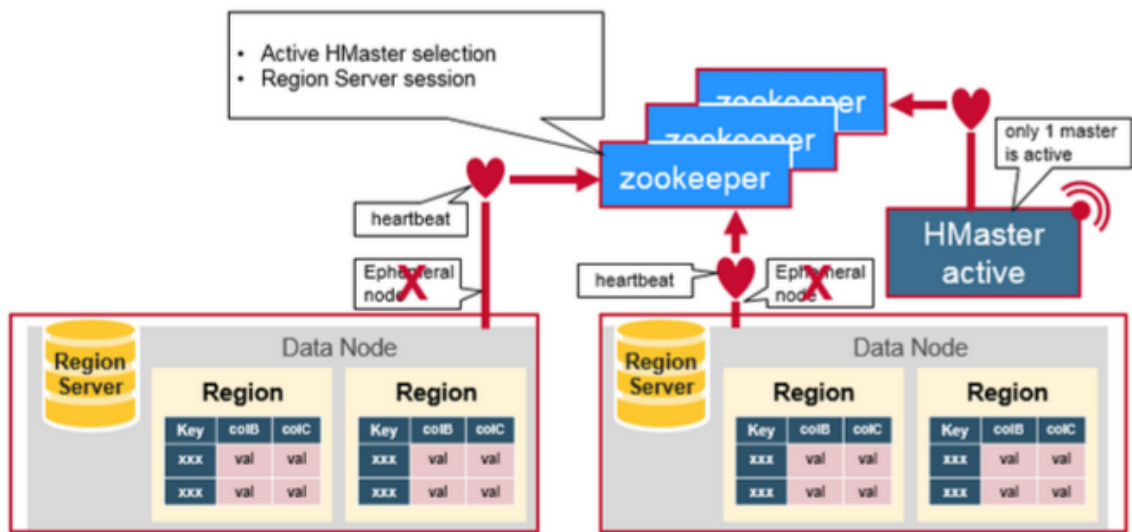 • Active HMaster selection
• Region Server session
zookeeper
zookeeper
zookeeper
only 1 master
is active
heartbeat
HMaster
active
Ephemeral
node
X
heartbeat
Ephemeral
node
X
Region
Server
Data Node
Region
Region
Key colB colC
Key colB colC
xxx val val
xxx val val
xxx val val
xxx val val
Region
Server
Data Node
Region
Region
Key colB colC
Key colB colC
xxx val val
xxx val val
xxx val val
xxx val val